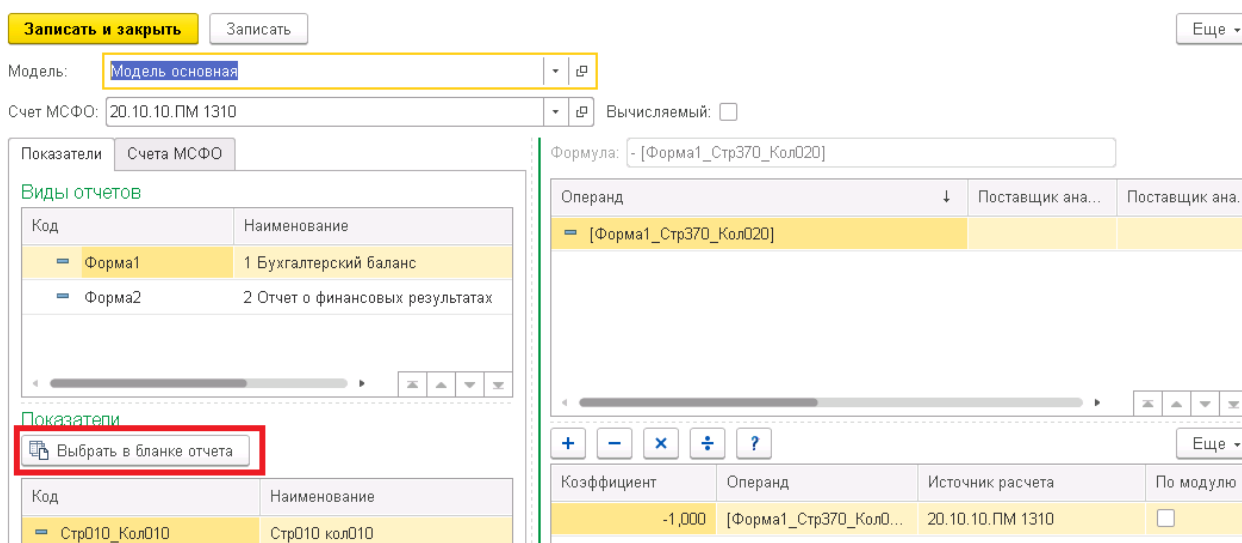 Записать и закрыть Записать Еще
Модель: Модель основная
Счет МСФО: 20.10.10.ПМ 1310 Вычисляемый:
Показатели Счета МСФО
Виды отчетов
Код Наименование
Форма1 1 Бухгалтерский баланс
Форма2 2 Отчет о финансовых результатах
Показатели
Выбрать в бланке отчета
Код Наименование
Стр010_Кол010 Стр010 кол010
Формула: - [Форма1_Стр370_Кол020]
Операнд ↓ Поставщик ана... Поставщик ана.
[Форма1_Стр370_Кол020]
+ − × ÷ ? Еще
Коэффициент Операнд Источник расчета По модулю
-1,000 [Форма1_Стр370_Кол0... 20.10.10.ПМ 1310